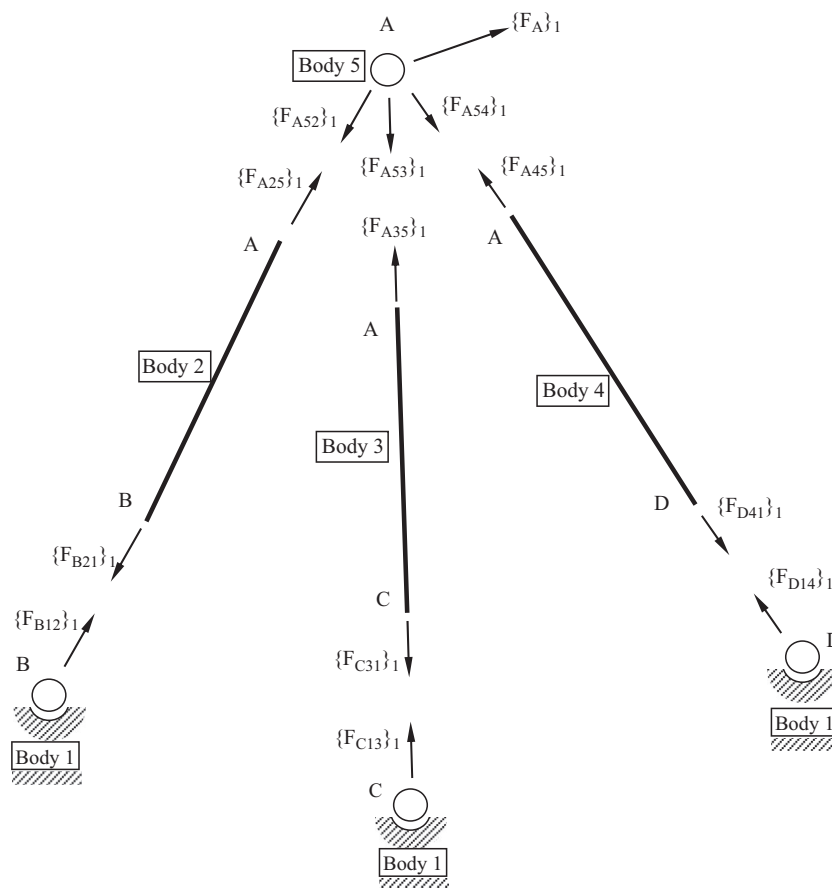 A
{F_A}_1
Body 5
{F_A52}_1
{F_A54}_1
{F_A53}_1
{F_A25}_1
{F_A45}_1
{F_A35}_1
A
A
A
Body 2
Body 4
Body 3
B
D
{F_D41}_1
{F_B21}_1
{F_D14}_1
C
{F_B12}_1
D
B
{F_C31}_1
Body 1
{F_C13}_1
Body 1
C
Body 1